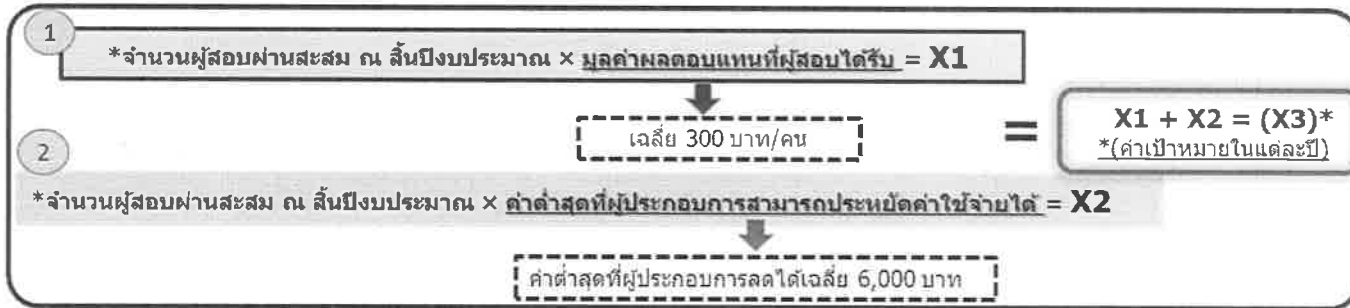 1
*จำนวนผู้สอบผ่านสะสม ณ สิ้นปีงบประมาณ × มูลค่าผลตอบแทนที่ผู้สอบได้รับ = X1
เฉลี่ย 300 บาท/คน
=
X1 + X2 = (X3)*
*(ค่าเป้าหมายในแต่ละปี)
2
*จำนวนผู้สอบผ่านสะสม ณ สิ้นปีงบประมาณ × ค่าต่ำสุดที่ผู้ประกอบการสามารถประหยัดค่าใช้จ่ายได้ = X2
ค่าต่ำสุดที่ผู้ประกอบการลดได้เฉลี่ย 6,000 บาท